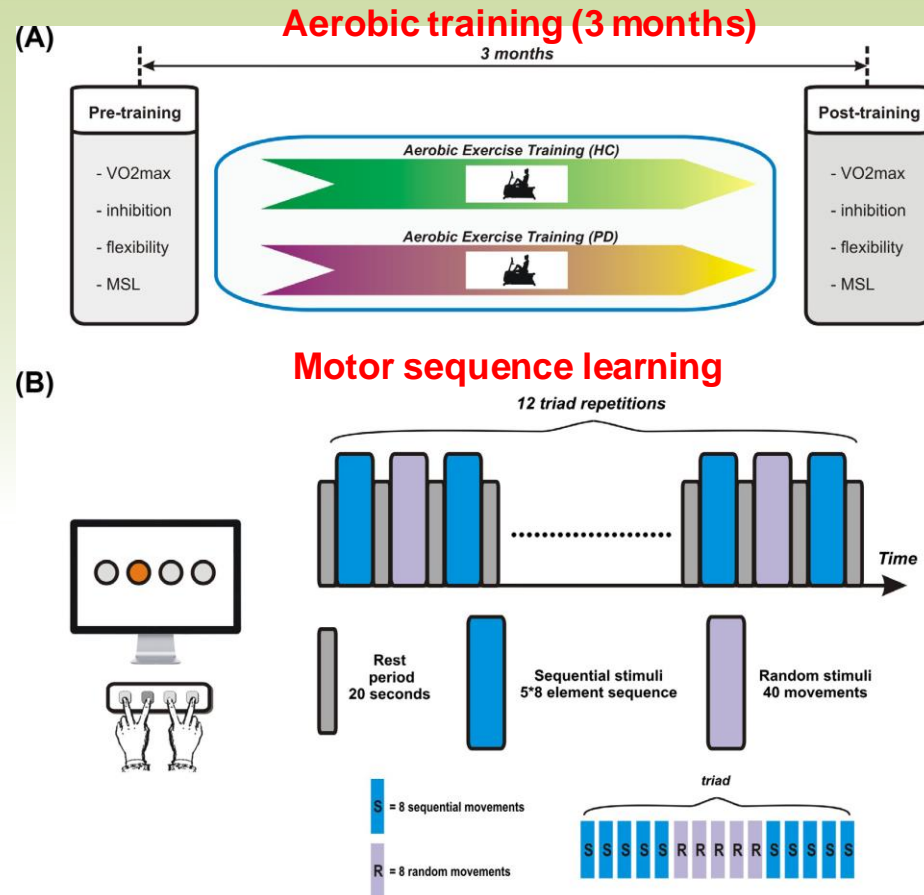 Aerobic training (3 months)
(A)
3 months
Pre-training
- VO2max
- inhibition
- flexibility
- MSL
Aerobic Exercise Training (HC)
Aerobic Exercise Training (PD)
Post-training
- VO2max
- inhibition
- flexibility
- MSL
Motor sequence learning
(B)
12 triad repetitions
Time
Rest
period
20 seconds
Sequential stimuli
5*8 element sequence
Random stimuli
40 movements
S = 8 sequential movements
R = 8 random movements
triad
S S S S S R R R R R S S S S S